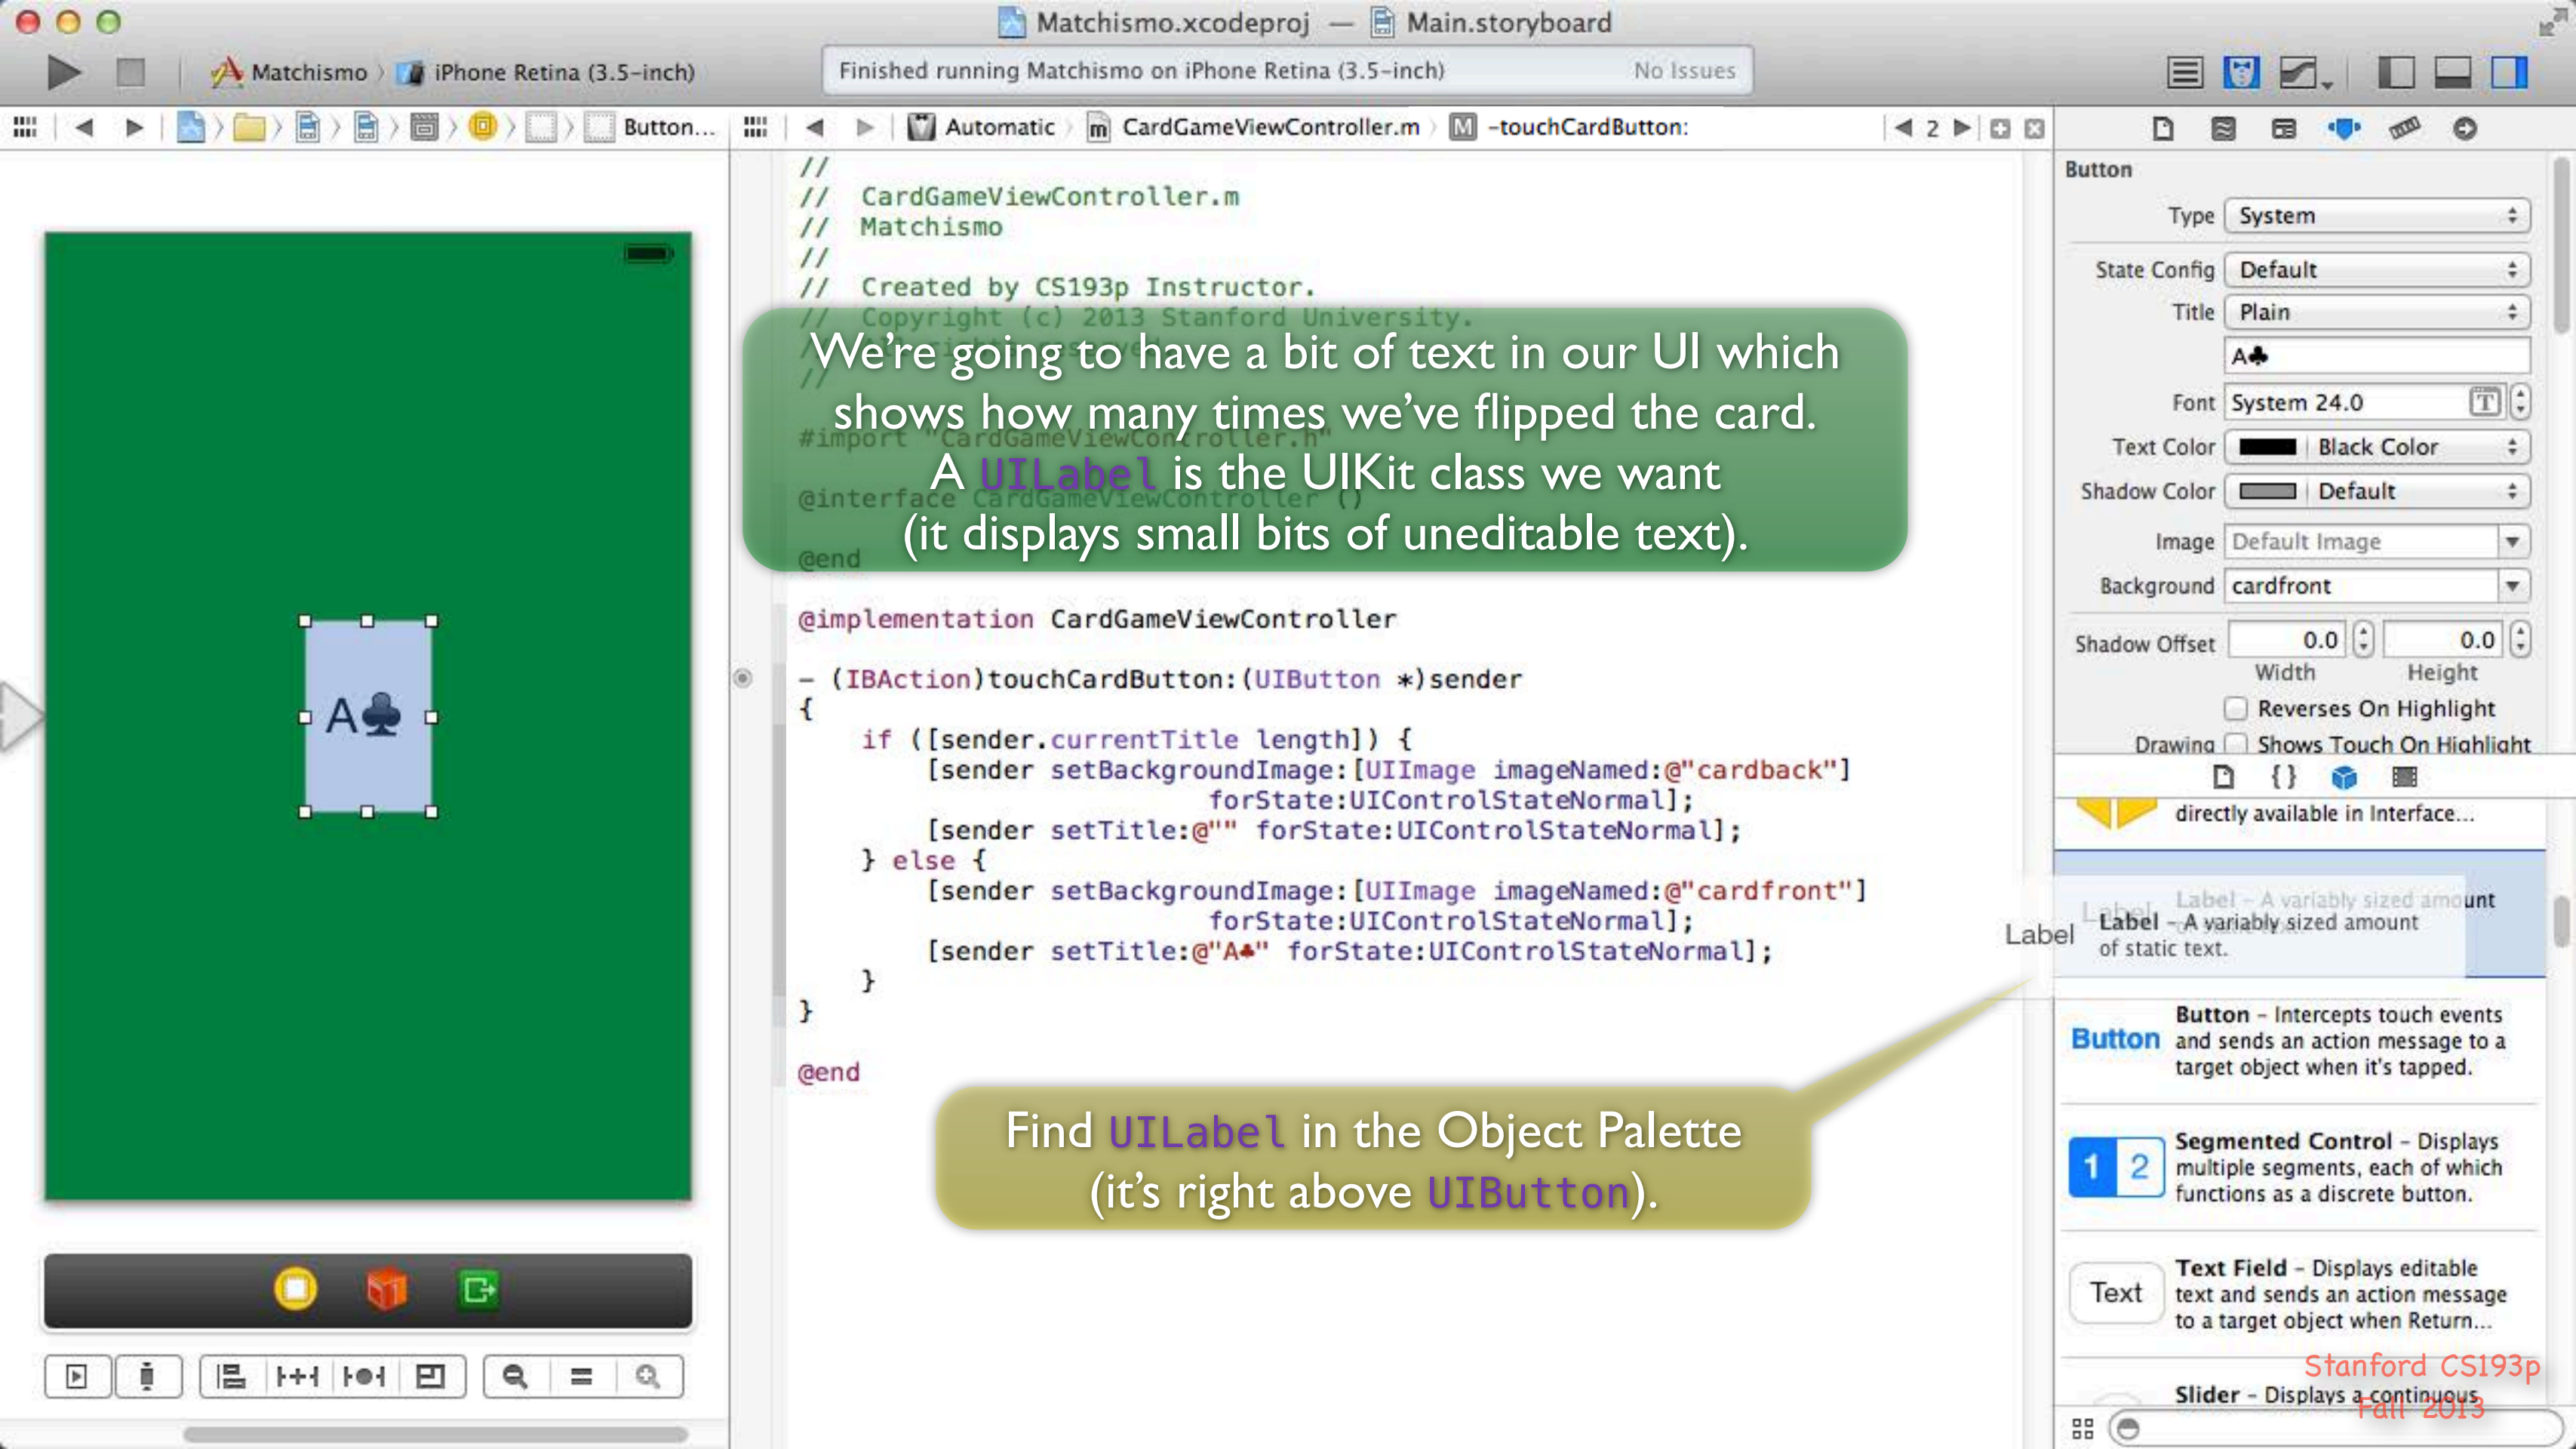 Matchismo.xcodeproj — Main.storyboard
Matchismo
iPhone Retina (3.5-inch)
Finished running Matchismo on iPhone Retina (3.5-inch)
No Issues
Button...
Automatic
m CardGameViewController.m
M -touchCardButton:
2
//
//  CardGameViewController.m
//  Matchismo
//
//  Created by CS193p Instructor.
//  Copyright (c) 2013 Stanford University.
//
We're going to have a bit of text in our UI which
shows how many times we've flipped the card.
A UILabel is the UIKit class we want
(it displays small bits of uneditable text).
#import "CardGameViewController.h"
@interface CardGameViewController ()
@end
@implementation CardGameViewController
- (IBAction)touchCardButton:(UIButton *)sender
{
    if ([sender.currentTitle length]) {
        [sender setBackgroundImage:[UIImage imageNamed:@"cardback"]
                          forState:UIControlStateNormal];
        [sender setTitle:@"" forState:UIControlStateNormal];
    } else {
        [sender setBackgroundImage:[UIImage imageNamed:@"cardfront"]
                          forState:UIControlStateNormal];
        [sender setTitle:@"A♣" forState:UIControlStateNormal];
    }
}
@end
Find UILabel in the Object Palette
(it's right above UIButton).
A♣
Button
Type System
State Config Default
Title Plain
A♣
Font System 24.0
Text Color Black Color
Shadow Color Default
Image Default Image
Background cardfront
Shadow Offset 0.0 0.0
Width Height
Reverses On Highlight
Drawing Shows Touch On Highlight
{}
directly available in Interface...
Label Label - A variably sized amount
Label Label - A variably sized amount
of static text.
Button Button - Intercepts touch events
and sends an action message to a
target object when it's tapped.
1 2 Segmented Control - Displays
multiple segments, each of which
functions as a discrete button.
Text Text Field - Displays editable
text and sends an action message
to a target object when Return...
Slider - Displays a continuous
Stanford CS193p
Fall 2013